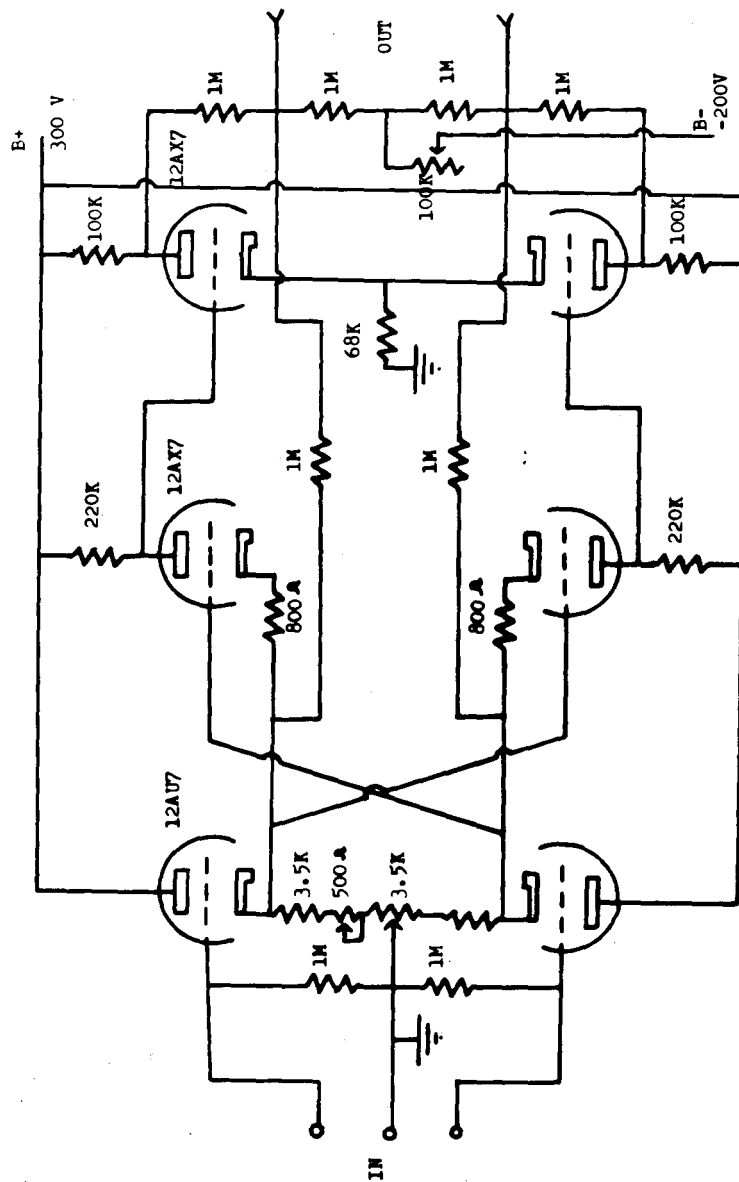 B+
300 V
12AX7
12AX7
12AU7
100K
220K
1M
1M
1M
1M
OUT
100K
B-
-200V
68K
1M
1M
800Ω
800Ω
3.5K
500Ω
3.5K
1M
1M
IN
220K
100K